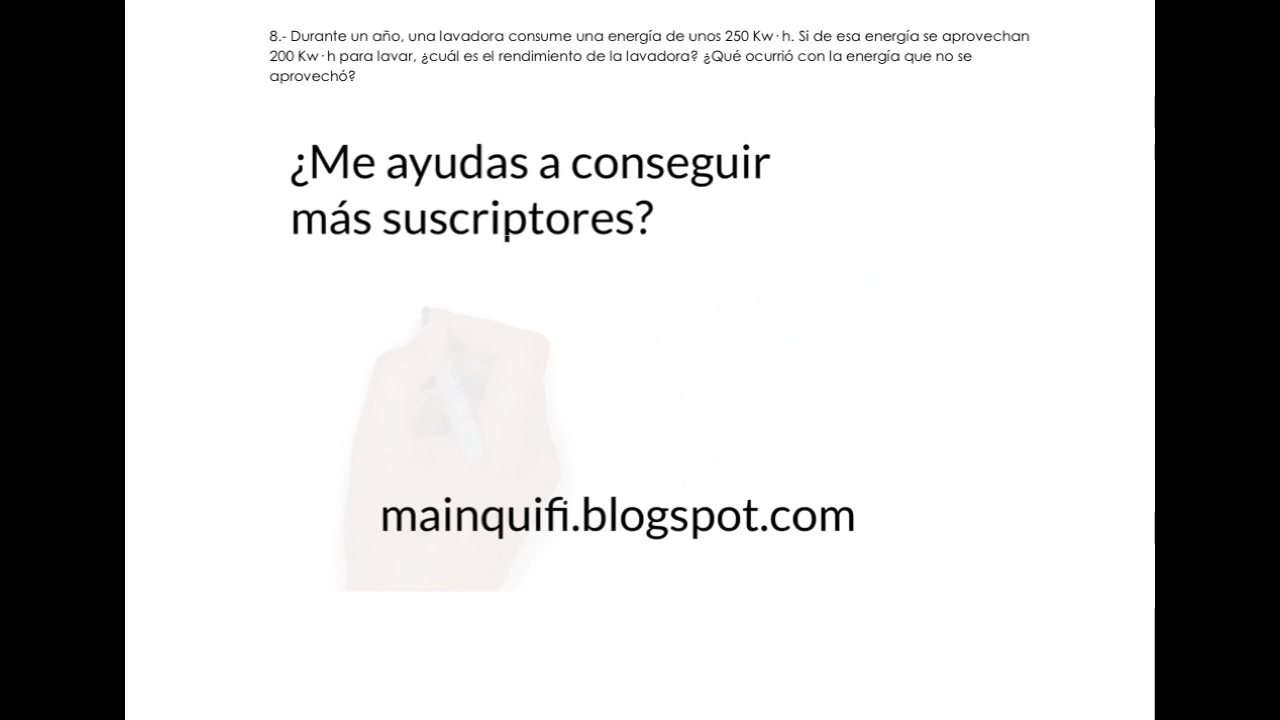 8.- Durante un año, una lavadora consume una energía de unos 250 Kw·h. Si de esa energía se aprovechan
200 Kw·h para lavar, ¿cuál es el rendimiento de la lavadora? ¿Qué ocurrió con la energía que no se
aprovechó?
¿Me ayudas a conseguir
más suscriptores?
mainquifi.blogspot.com